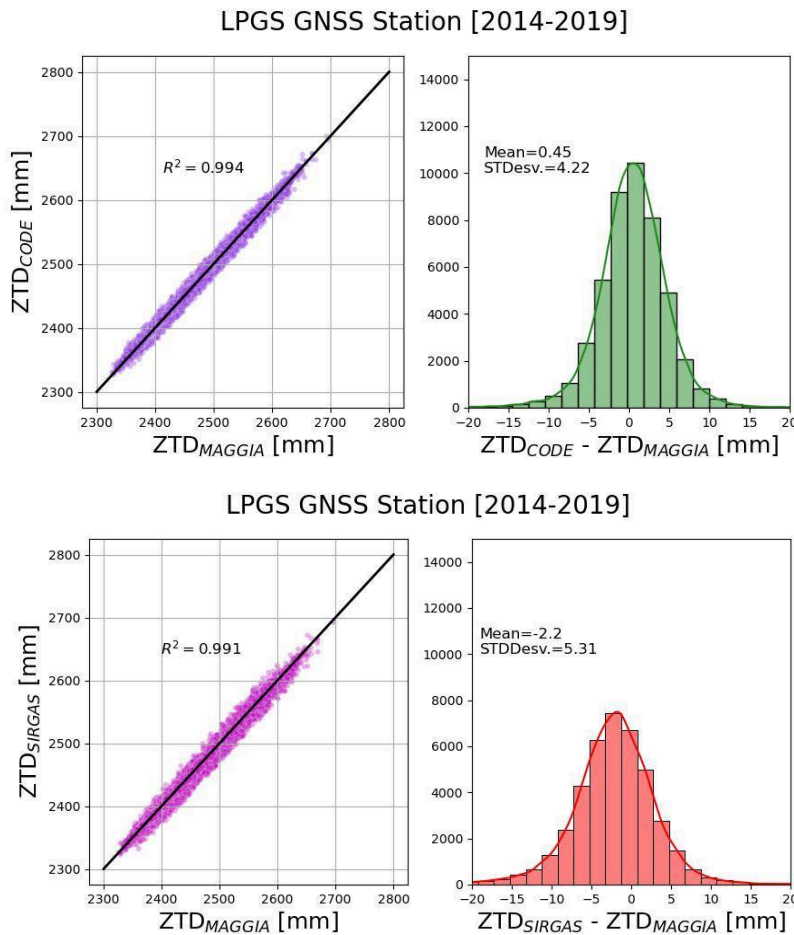 LPGS GNSS Station [2014-2019]
2800
2700
2600
2500
2400
2300
ZTD_CODE [mm]
R² = 0.994
2300 2400 2500 2600 2700 2800
ZTD_MAGGIA [mm]
14000
12000
10000
8000
6000
4000
2000
0
Mean=0.45
STDesv.=4.22
−20 −15 −10 −5 0 5 10 15 20
ZTD_CODE - ZTD_MAGGIA [mm]
LPGS GNSS Station [2014-2019]
2800
2700
2600
2500
2400
2300
ZTD_SIRGAS [mm]
R² = 0.991
2300 2400 2500 2600 2700 2800
ZTD_MAGGIA [mm]
14000
12000
10000
8000
6000
4000
2000
0
Mean=-2.2
STDDesv.=5.31
−20 −15 −10 −5 0 5 10 15 20
ZTD_SIRGAS - ZTD_MAGGIA [mm]